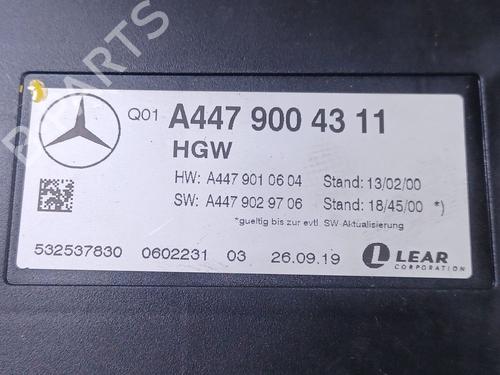 Q01 A447 900 43 11
HGW
HW: A447 901 06 04 Stand: 13/02/00
SW: A447 902 97 06 Stand: 18/45/00 *)
*gueltig bis zur evtl. SW-Aktualisierung
532537830 0602231 03 26.09.19 LEAR
CORPORATION
B-PARTS